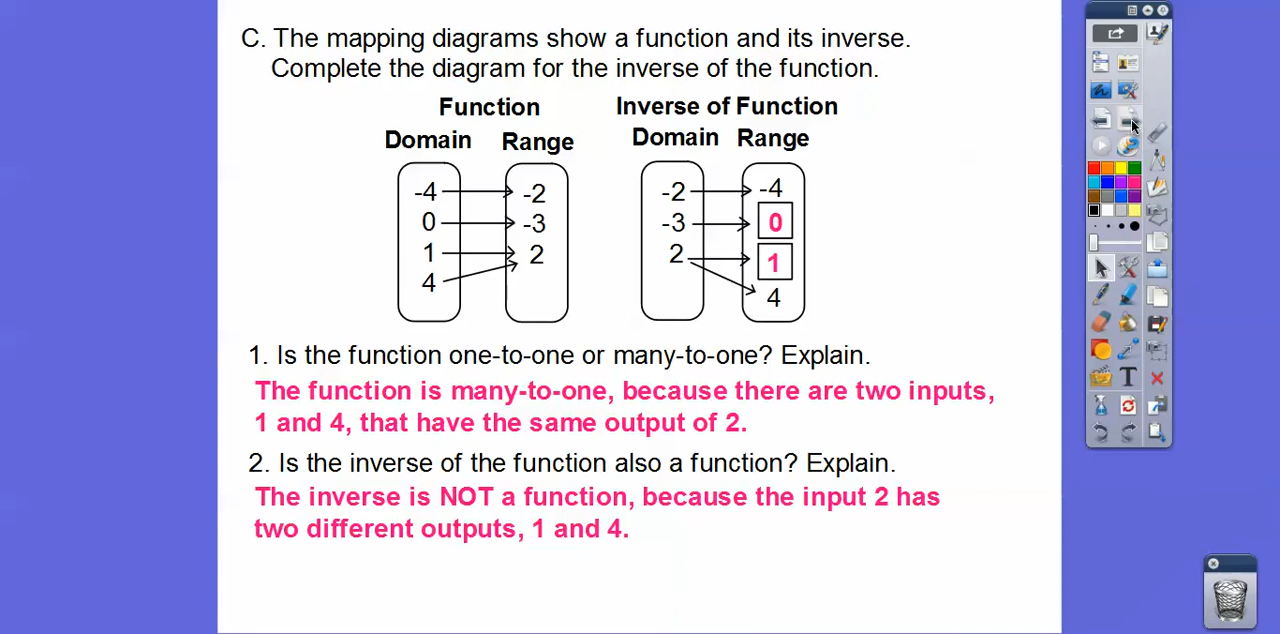 C. The mapping diagrams show a function and its inverse.
Complete the diagram for the inverse of the function.
Function Inverse of Function
Domain Range Domain Range
-4 -2 -2 -4
0 -3 -3 0
1 2 2 1
4 4
1. Is the function one-to-one or many-to-one? Explain.
The function is many-to-one, because there are two inputs,
1 and 4, that have the same output of 2.
2. Is the inverse of the function also a function? Explain.
The inverse is NOT a function, because the input 2 has
two different outputs, 1 and 4.